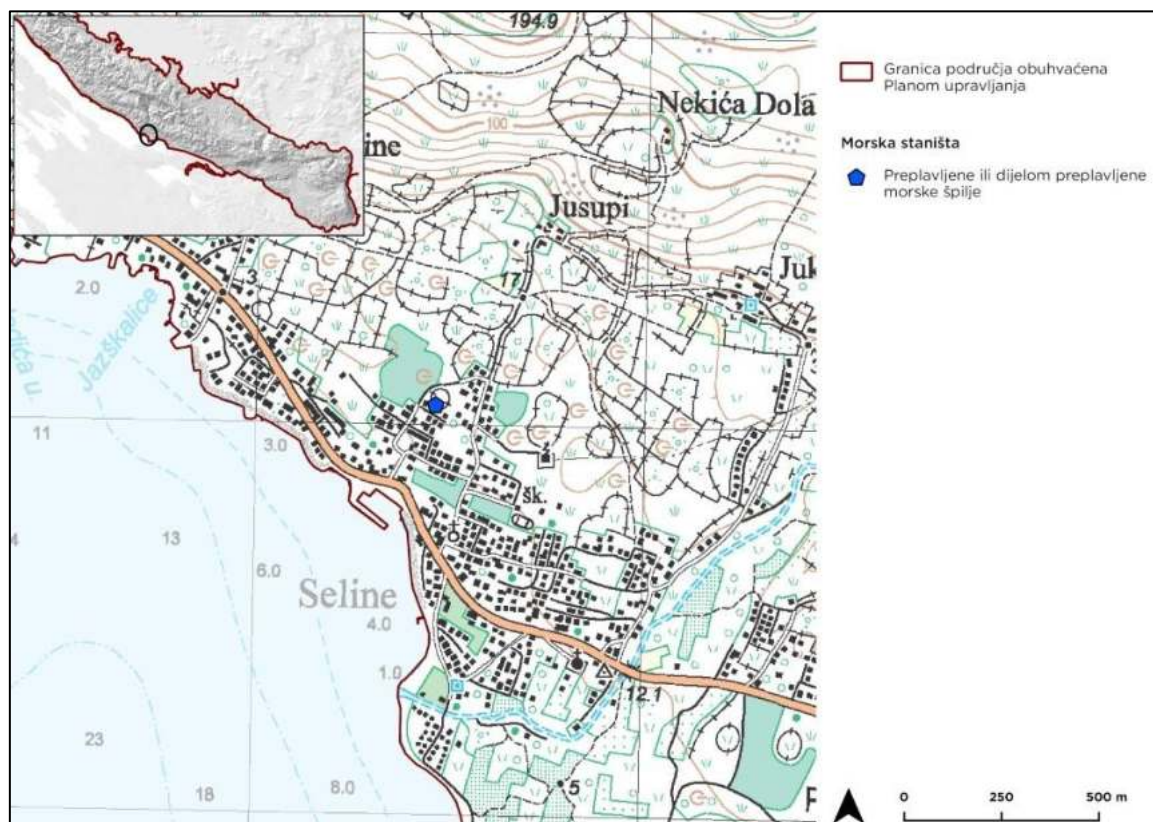 194.9
Nekića Dola
100
ine
Jusupi
Juk
17
3
2.0
Jazškalice
11
3.0
šk.
13
6.0
Seline
4.0
1.0
12.1
23
5
18
8.0
Granica područja obuhvaćena
Planom upravljanja
Morska staništa
Preplavljene ili dijelom preplavljene
morske špilje
0 250 500 m